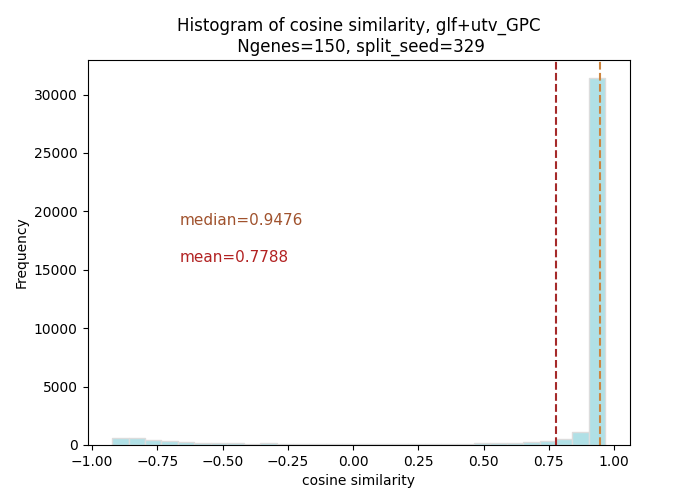 Histogram of cosine similarity, glf+utv_GPC
Ngenes=150, split_seed=329
30000
25000
20000
15000
10000
5000
0
Frequency
median=0.9476
mean=0.7788
−1.00 −0.75 −0.50 −0.25 0.00 0.25 0.50 0.75 1.00
cosine similarity